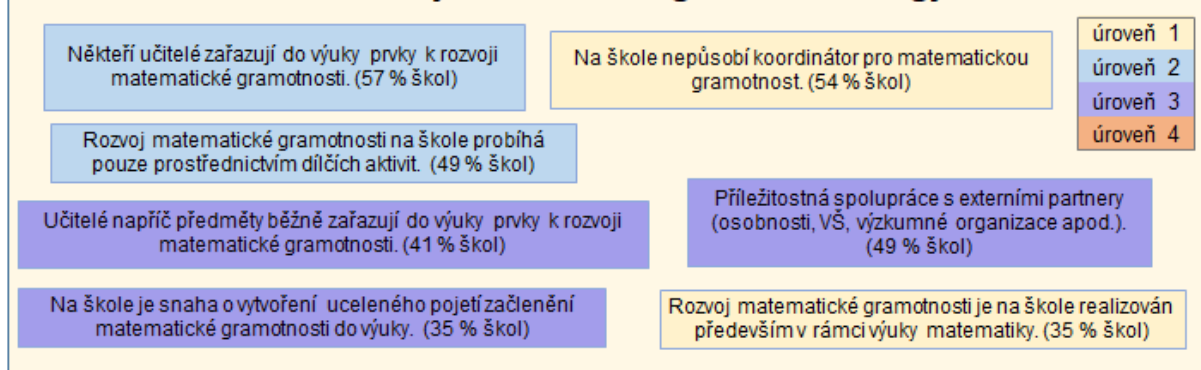 Někteří učitelé zařazují do výuky prvky k rozvoji
matematické gramotnosti. (57 % škol)
Na škole nepůsobí koordinátor pro matematickou
gramotnost. (54 % škol)
úroveň 1
úroveň 2
úroveň 3
úroveň 4
Rozvoj matematické gramotnosti na škole probíhá
pouze prostřednictvím dílčích aktivit. (49 % škol)
Učitelé napříč předměty běžně zařazují do výuky prvky k rozvoji
matematické gramotnosti. (41 % škol)
Příležitostná spolupráce s externími partnery
(osobnosti, VŠ, výzkumné organizace apod.).
(49 % škol)
Na škole je snaha o vytvoření uceleného pojetí začlenění
matematické gramotnosti do výuky. (35 % škol)
Rozvoj matematické gramotnosti je na škole realizován
především v rámci výuky matematiky. (35 % škol)